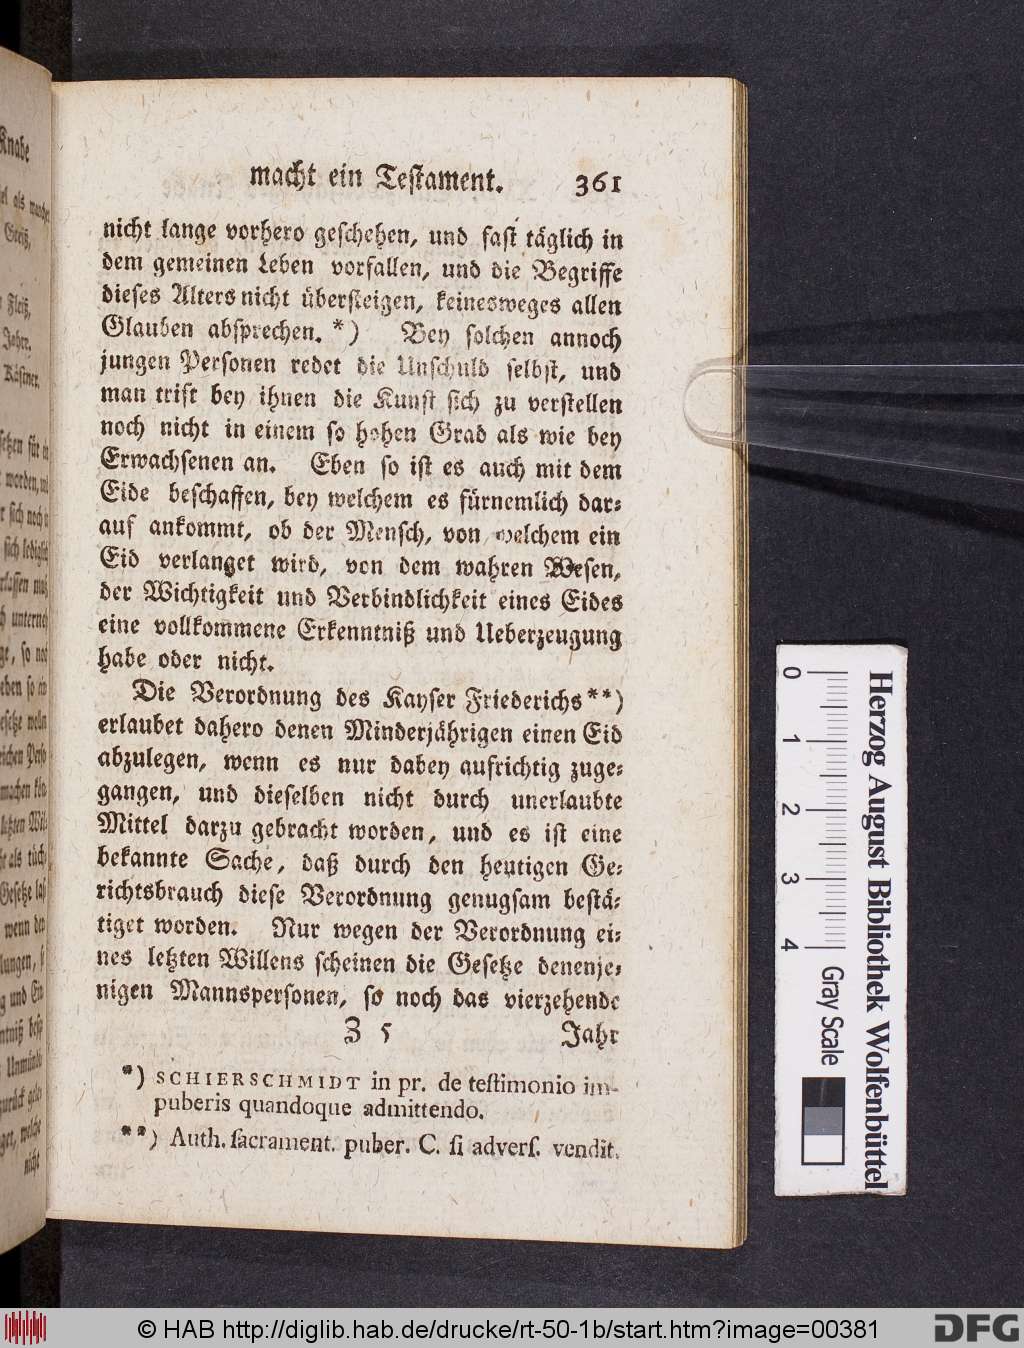 macht ein Testament. 361
nicht lange vorhero geschehen, und fast täglich in
dem gemeinen Leben vorfallen, und die Begriffe
dieses Alters nicht übersteigen, keinesweges allen
Glauben absprechen. *) Bey solchen annoch
jungen Personen redet die Unschuld selbst, und
man trift bey ihnen die Kunst sich zu verstellen
noch nicht in einem so hohen Grad als wie bey
Erwachsenen an. Eben so ist es auch mit dem
Eide beschaffen, bey welchem es fürnemlich dar⸗
auf ankommt, ob der Mensch, von welchem ein
Eid verlanget wird, von dem wahren Wesen,
der Wichtigkeit und Verbindlichkeit eines Eides
eine vollkommene Erkenntniß und Ueberzeugung
habe oder nicht.
Die Verordnung des Kayser Friederichs **)
erlaubet dahero denen Minderjährigen einen Eid
abzulegen, wenn es nur dabey aufrichtig zuge⸗
gangen, und dieselben nicht durch unerlaubte
Mittel darzu gebracht worden, und es ist eine
bekannte Sache, daß durch den heutigen Ge⸗
richtsbrauch diese Verordnung genugsam bestä⸗
tiget worden. Nur wegen der Verordnung ei⸗
nes letzten Willens scheinen die Gesetze denenje⸗
nigen Mannspersonen, so noch das vierzehende
Z 5 Jahr
*) SCHIERSCHMIDT in pr. de teſtimonio im-
puberis quandoque admittendo.
**) Auth. ſacrament. puber. C. ſi adverſ. vendit.
Knabe
Greiß,
Fleiß,
Jahr.
Kästner.
nicht
0 1 2 3 4
Gray Scale
Herzog August Bibliothek Wolfenbüttel
© HAB http://diglib.hab.de/drucke/rt-50-1b/start.htm?image=00381
DFG